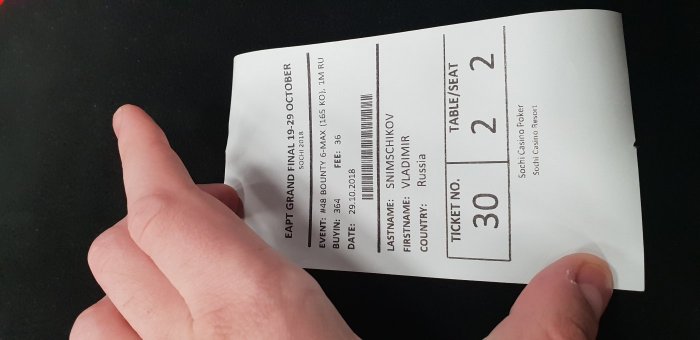 EAPT GRAND FINAL 19-29 OCTOBER
SOCHI 2018
EVENT: #48 BOUNTY 6-MAX (165 KO), 1M RU
BUYIN: 364 FEE: 36
DATE: 29.10.2018
LASTNAME: SNIMSCHIKOV
FIRSTNAME: VLADIMIR
COUNTRY: Russia
TICKET NO. TABLE/SEAT
30 2 2
Sochi Casino Poker
Sochi Casino Resort